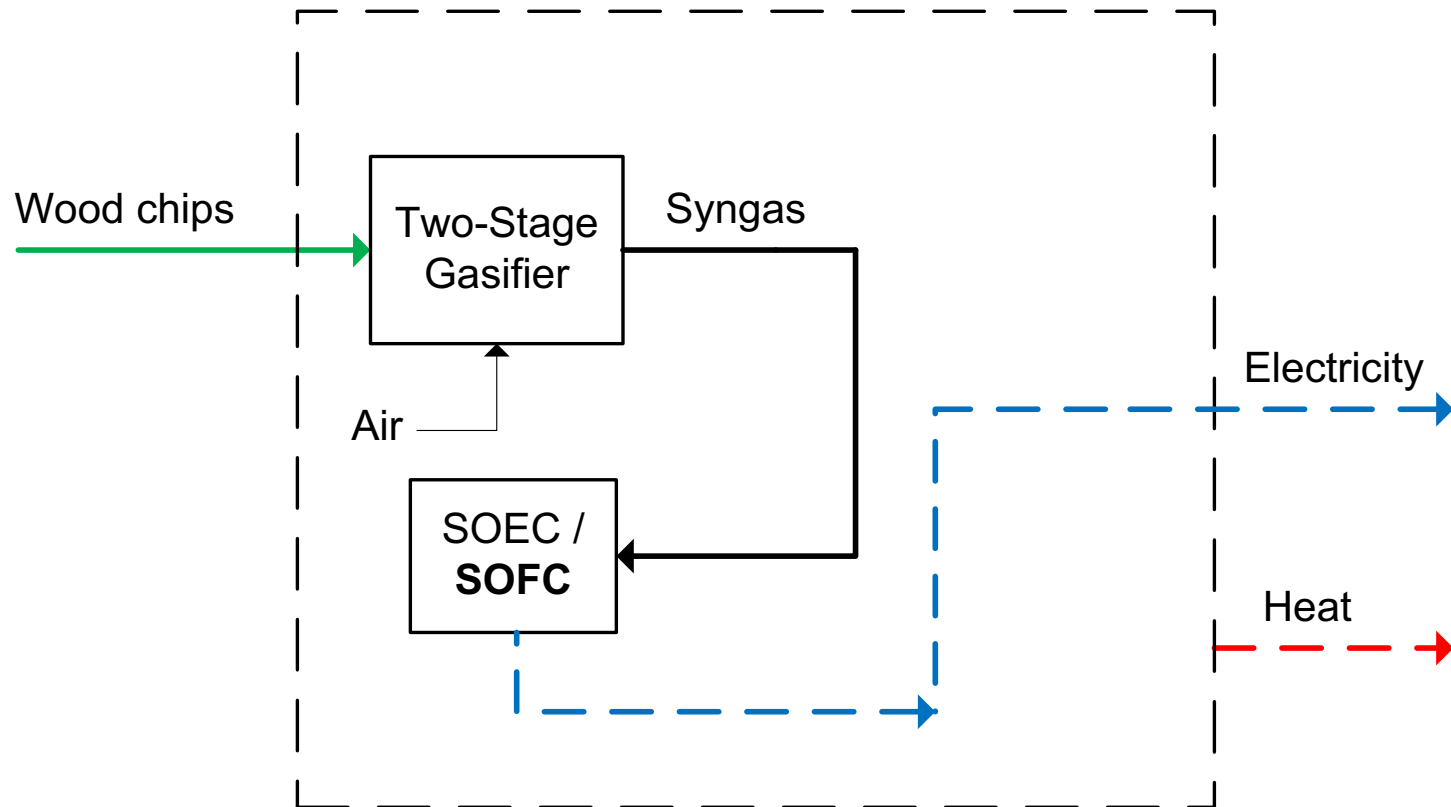 Wood chips
Two-Stage
Gasifier
Syngas
Air
SOEC /
SOFC
Electricity
Heat